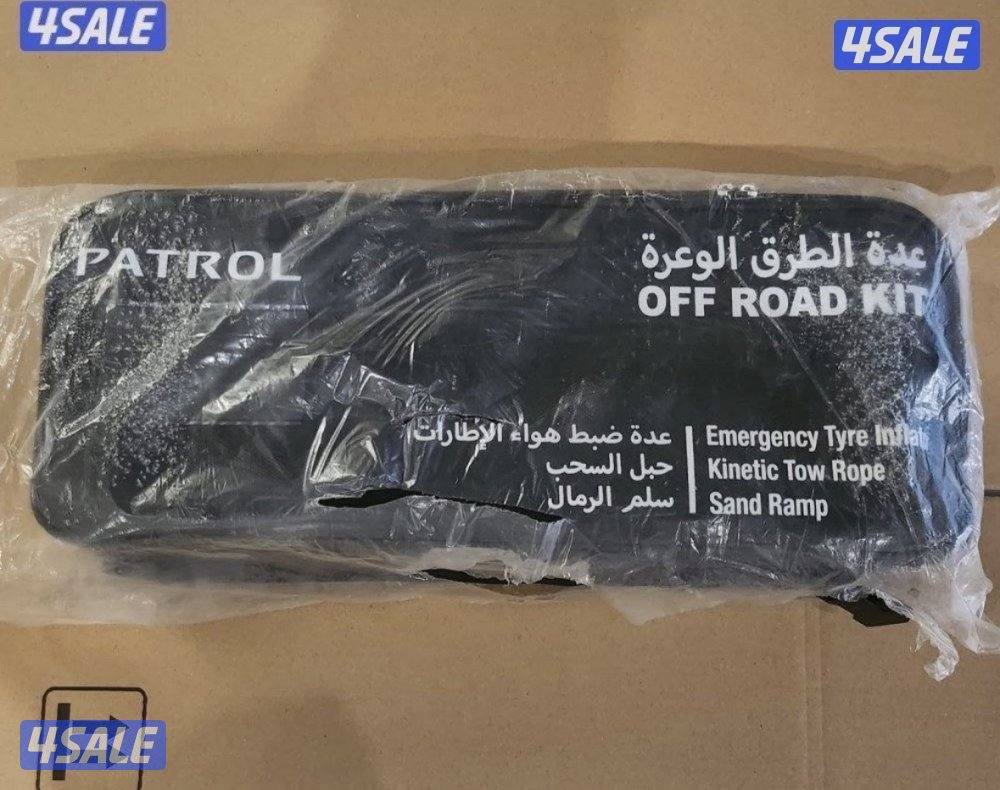 4SALE
4SALE
PATROL
عدة الطرق الوعرة
OFF ROAD KIT
عدة ضبط هواء الإطارات
حبل السحب
سلم الرمال
Emergency Tyre
Kinetic Tow Rope
Sand Ramp
4SALE